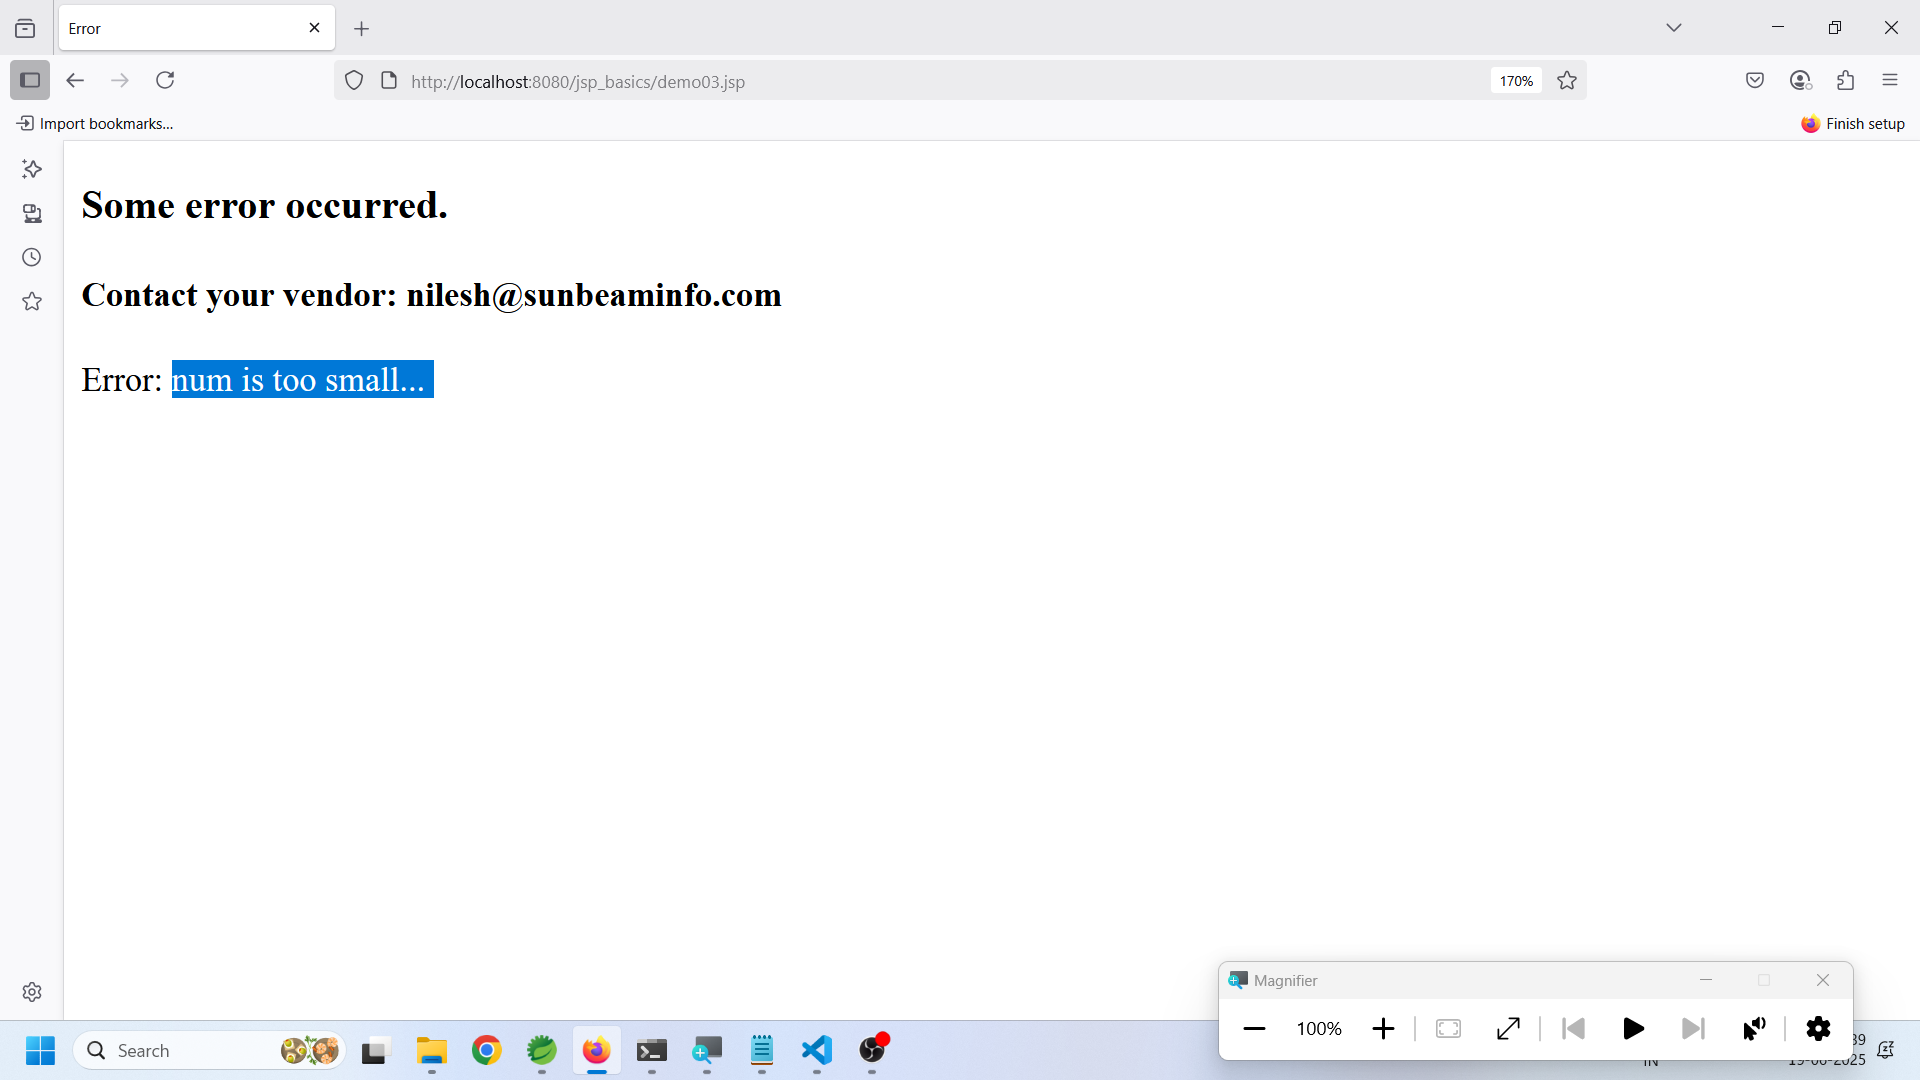 Error
http://localhost:8080/jsp_basics/demo03.jsp
170%
Import bookmarks...
Finish setup
Some error occurred.
Contact your vendor: nilesh@sunbeaminfo.com
Error: num is too small...
Magnifier
100%
Search
39
IN
19-06-2025